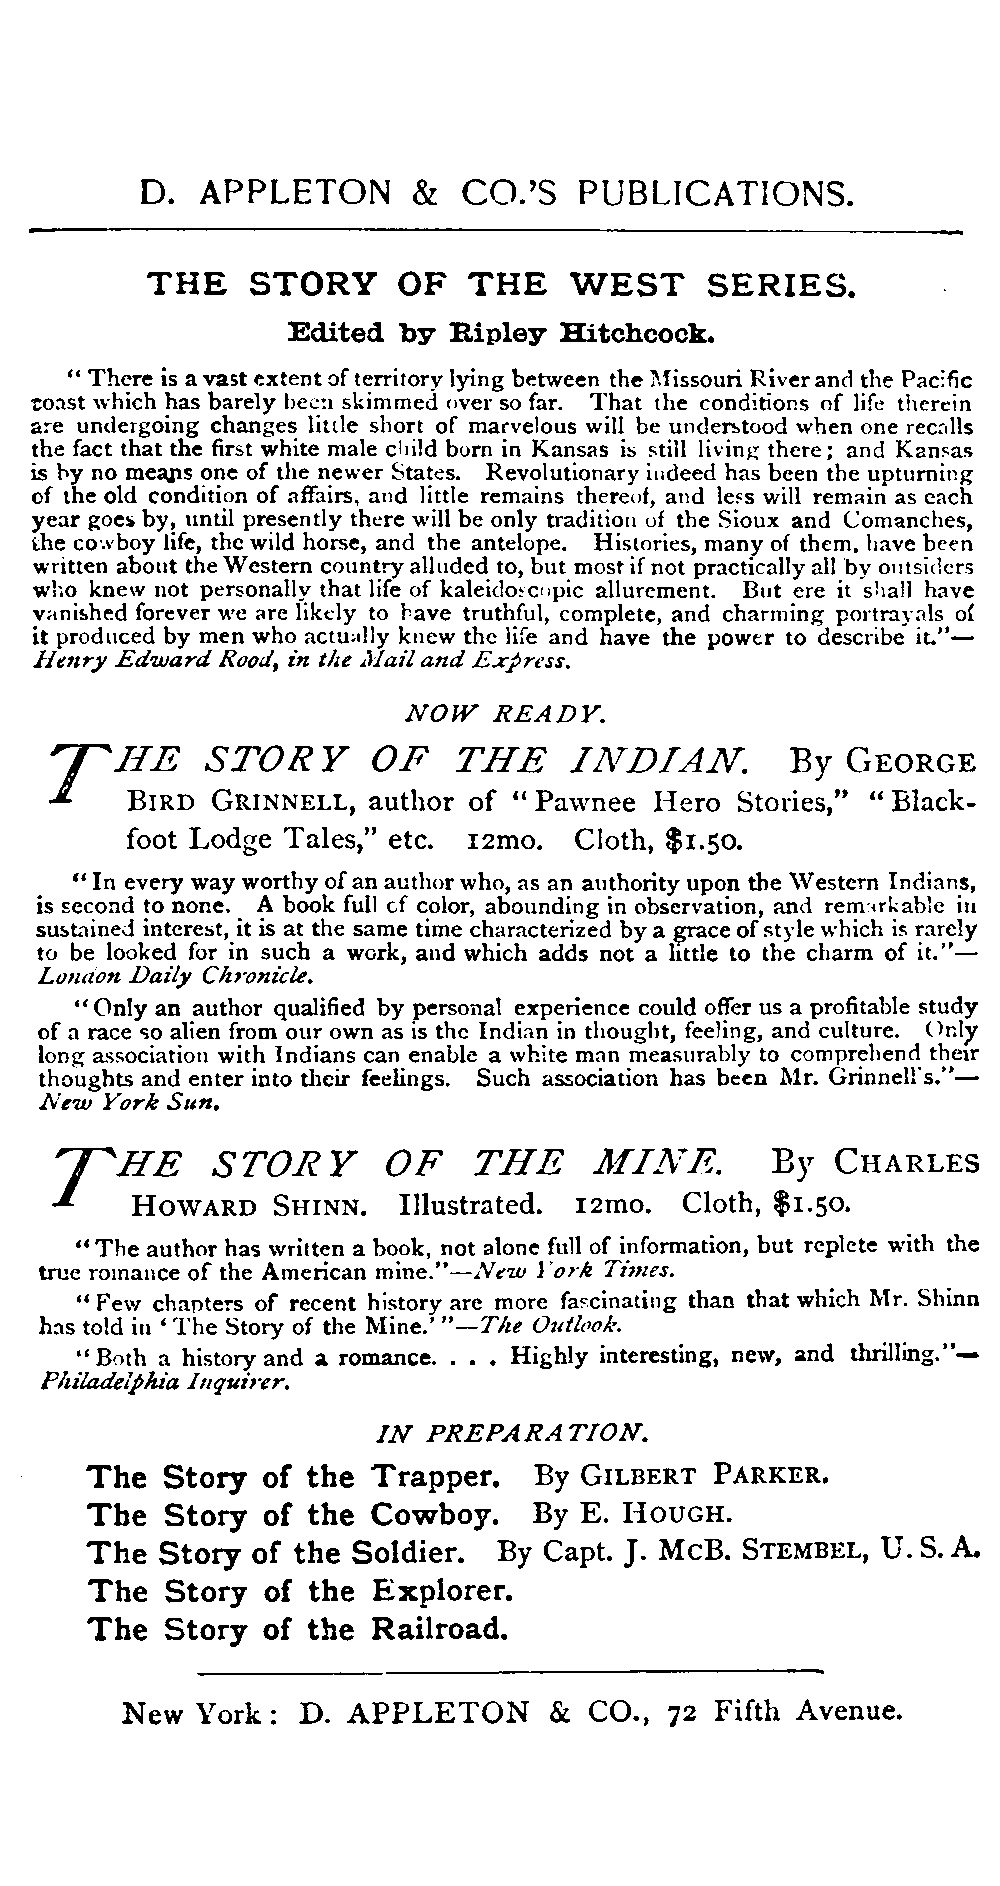 D. APPLETON & CO.'S PUBLICATIONS.
THE STORY OF THE WEST SERIES.
Edited by Ripley Hitchcock.
“ There is a vast extent of territory lying between the Missouri River and the Pacific
coast which has barely been skimmed over so far. That the conditions of life therein
are undergoing changes little short of marvelous will be understood when one recalls
the fact that the first white male child born in Kansas is still living there; and Kansas
is by no means one of the newer States. Revolutionary indeed has been the upturning
of the old condition of affairs, and little remains thereof, and less will remain as each
year goes by, until presently there will be only tradition of the Sioux and Comanches,
the cowboy life, the wild horse, and the antelope. Histories, many of them, have been
written about the Western country alluded to, but most if not practically all by outsiders
who knew not personally that life of kaleidoscopic allurement. But ere it shall have
vanished forever we are likely to have truthful, complete, and charming portrayals of
it produced by men who actually knew the life and have the power to describe it.”—
Henry Edward Rood, in the Mail and Express.
NOW READY.
THE STORY OF THE INDIAN. By GEORGE
BIRD GRINNELL, author of “Pawnee Hero Stories,” “Black-
foot Lodge Tales,” etc. 12mo. Cloth, $1.50.
“In every way worthy of an author who, as an authority upon the Western Indians,
is second to none. A book full of color, abounding in observation, and remarkable in
sustained interest, it is at the same time characterized by a grace of style which is rarely
to be looked for in such a work, and which adds not a little to the charm of it.”—
London Daily Chronicle.
“Only an author qualified by personal experience could offer us a profitable study
of a race so alien from our own as is the Indian in thought, feeling, and culture. Only
long association with Indians can enable a white man measurably to comprehend their
thoughts and enter into their feelings. Such association has been Mr. Grinnell's.”—
New York Sun.
THE STORY OF THE MINE. By CHARLES
HOWARD SHINN. Illustrated. 12mo. Cloth, $1.50.
“The author has written a book, not alone full of information, but replete with the
true romance of the American mine.”—New York Times.
“Few chapters of recent history are more fascinating than that which Mr. Shinn
has told in ‘The Story of the Mine.’”—The Outlook.
“Both a history and a romance. . . . Highly interesting, new, and thrilling.”—
Philadelphia Inquirer.
IN PREPARATION.
The Story of the Trapper. By GILBERT PARKER.
The Story of the Cowboy. By E. HOUGH.
The Story of the Soldier. By Capt. J. MCB. STEMBEL, U. S. A.
The Story of the Explorer.
The Story of the Railroad.
New York: D. APPLETON & CO., 72 Fifth Avenue.